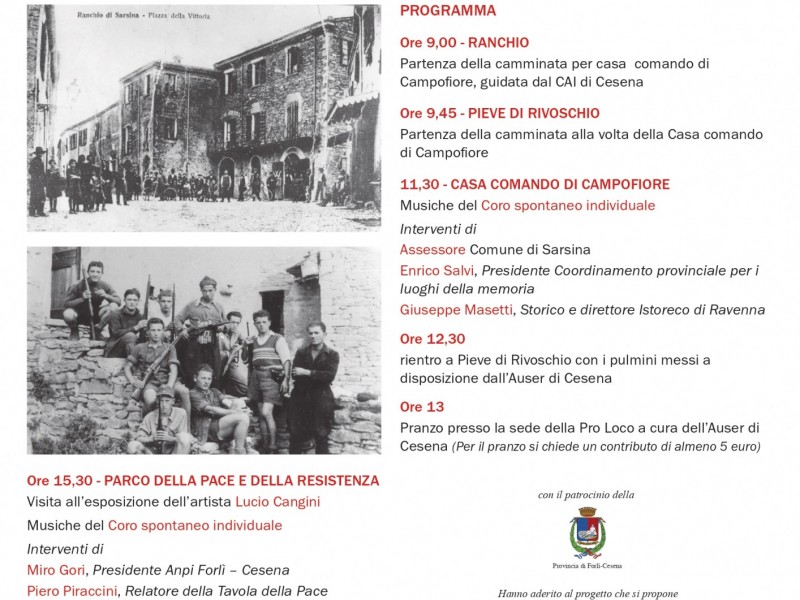 Ranchio di Sarsina - Piazza della Vittoria
Ore 15,30 - PARCO DELLA PACE E DELLA RESISTENZA
Visita all'esposizione dell'artista Lucio Cangini
Musiche del Coro spontaneo individuale
Interventi di
Miro Gori, Presidente Anpi Forlì – Cesena
Piero Piraccini, Relatore della Tavola della Pace
PROGRAMMA
Ore 9,00 - RANCHIO
Partenza della camminata per casa comando di
Campofiore, guidata dal CAI di Cesena
Ore 9,45 - PIEVE DI RIVOSCHIO
Partenza della camminata alla volta della Casa comando
di Campofiore
11,30 - CASA COMANDO DI CAMPOFIORE
Musiche del Coro spontaneo individuale
Interventi di
Assessore Comune di Sarsina
Enrico Salvi, Presidente Coordinamento provinciale per i
luoghi della memoria
Giuseppe Masetti, Storico e direttore Istoreco di Ravenna
Ore 12,30
rientro a Pieve di Rivoschio con i pulmini messi a
disposizione dall'Auser di Cesena
Ore 13
Pranzo presso la sede della Pro Loco a cura dell'Auser di
Cesena (Per il pranzo si chiede un contributo di almeno 5 euro)
con il patrocinio della
Provincia di Forlì-Cesena
Hanno aderito al progetto che si propone